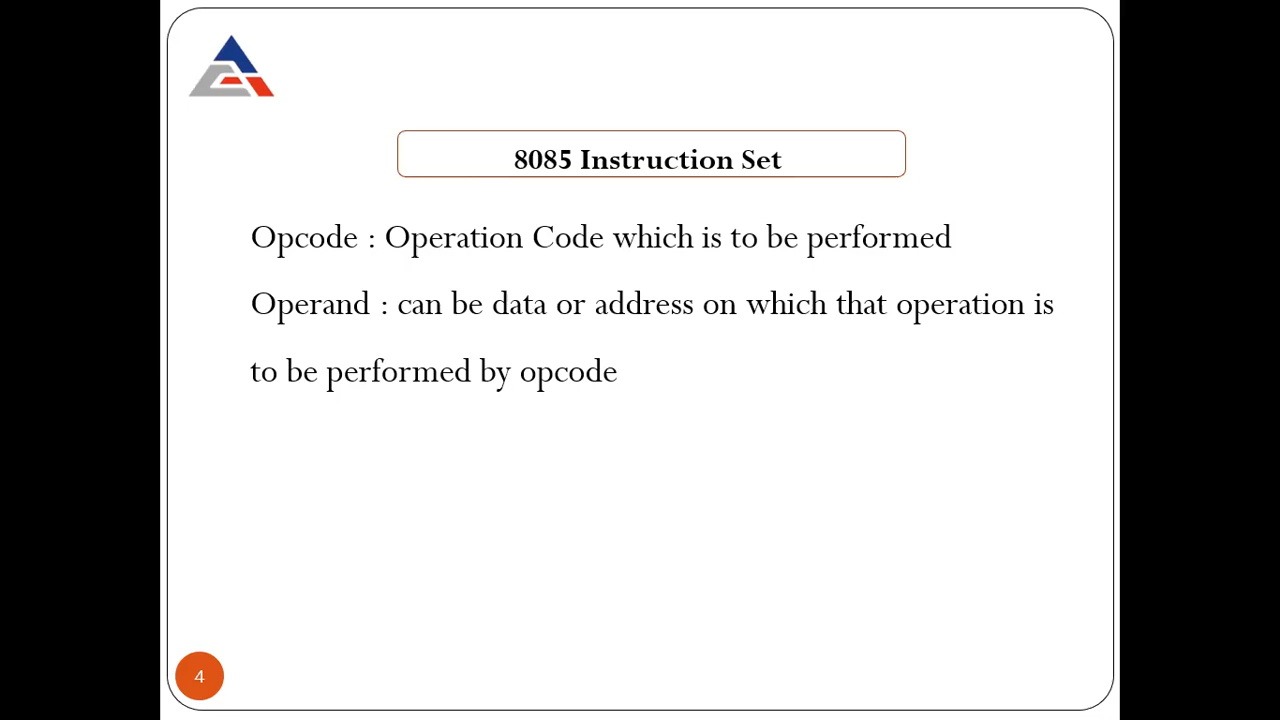 8085 Instruction Set
Opcode : Operation Code which is to be performed
Operand : can be data or address on which that operation is
to be performed by opcode
4